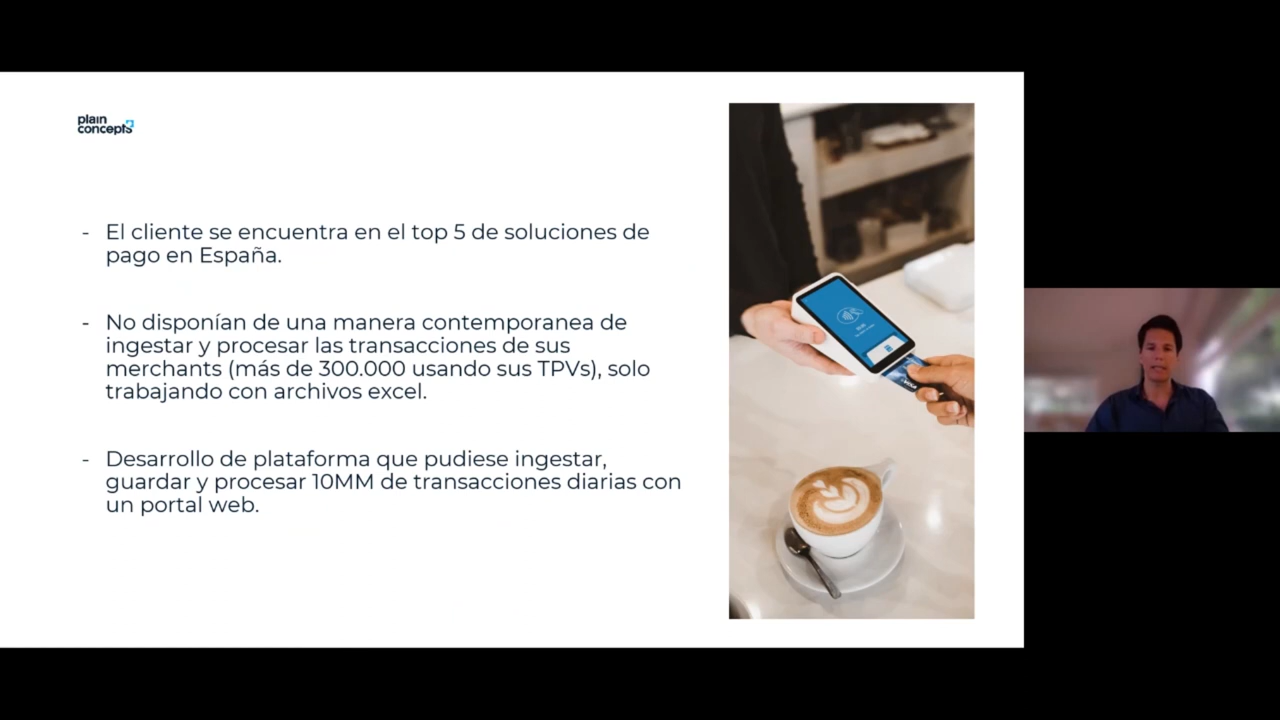 plain
concepts
- El cliente se encuentra en el top 5 de soluciones de
pago en España.
- No disponían de una manera contemporanea de
ingestar y procesar las transacciones de sus
merchants (más de 300.000 usando sus TPVs), solo
trabajando con archivos excel.
- Desarrollo de plataforma que pudiese ingestar,
guardar y procesar 10MM de transacciones diarias con
un portal web.